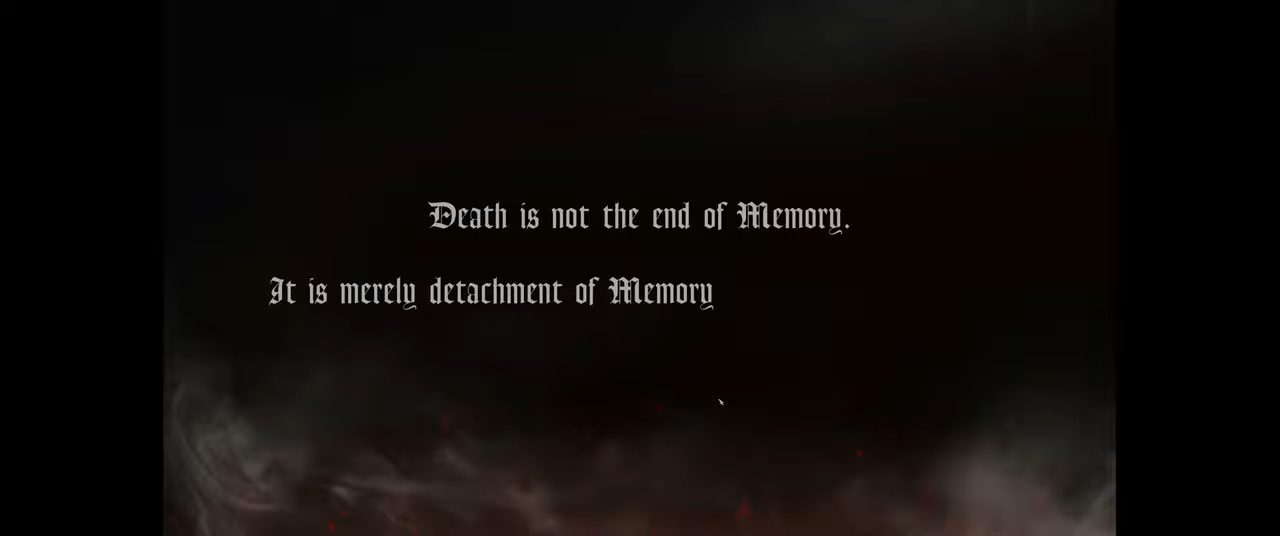 Death is not the end of Memory.
It is merely detachment of Memory